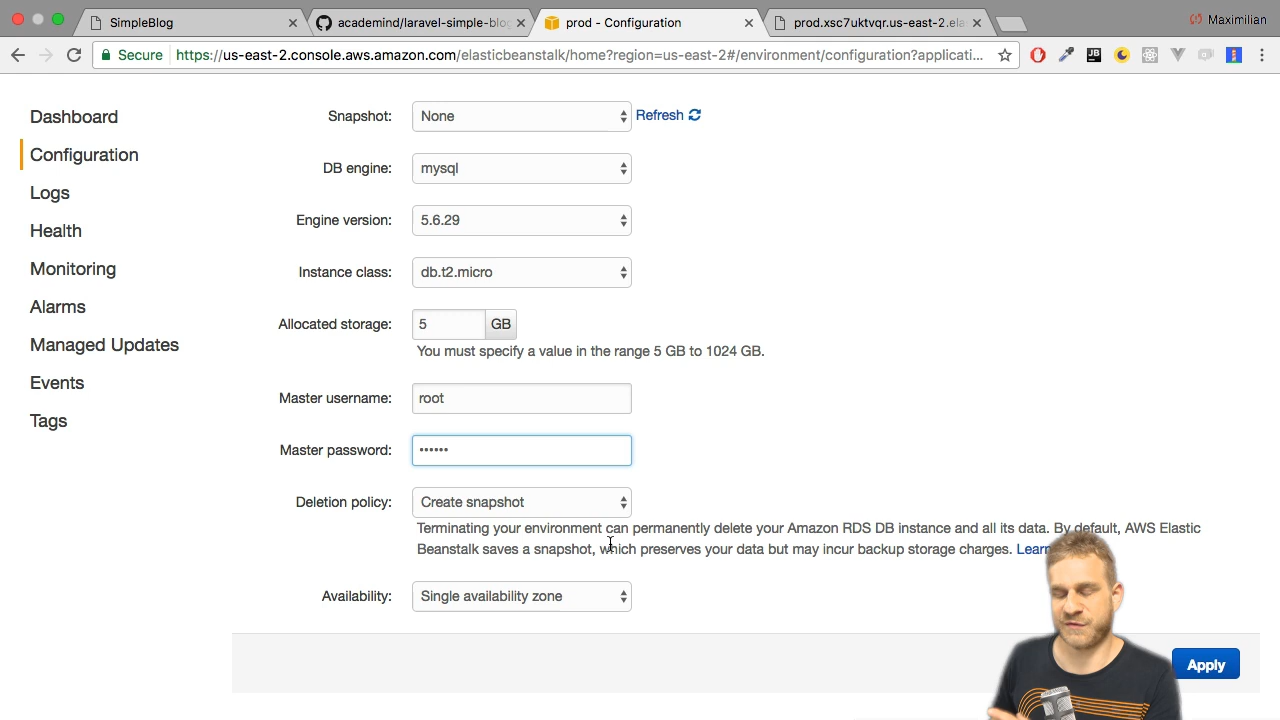 SimpleBlog
academind/laravel-simple-blog
prod - Configuration
prod.xsc7uktvqr.us-east-2.ela
Maximilian
Secure
https://us-east-2.console.aws.amazon.com/elasticbeanstalk/home?region=us-east-2#/environment/configuration?applicati...
JB
Dashboard
Configuration
Logs
Health
Monitoring
Alarms
Managed Updates
Events
Tags
Snapshot: None Refresh
DB engine: mysql
Engine version: 5.6.29
Instance class: db.t2.micro
Allocated storage: 5 GB
You must specify a value in the range 5 GB to 1024 GB.
Master username: root
Master password: ••••••
Deletion policy: Create snapshot
Terminating your environment can permanently delete your Amazon RDS DB instance and all its data. By default, AWS Elastic
Beanstalk saves a snapshot, which preserves your data but may incur backup storage charges. Learn
Availability: Single availability zone
Apply